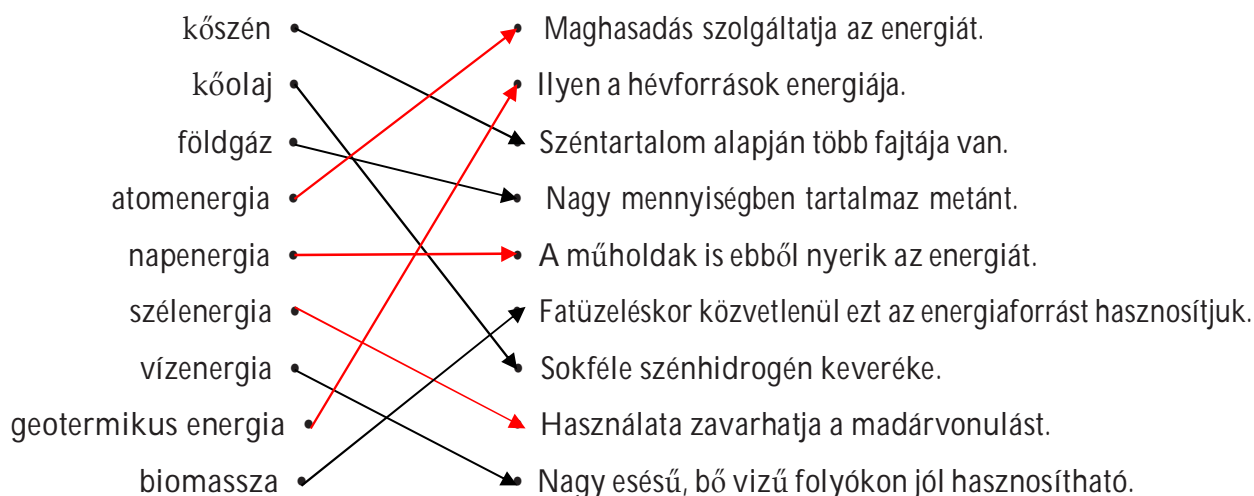 kőszén Maghasadás szolgáltatja az energiát.
kőolaj Ilyen a hévforrások energiája.
földgáz Széntartalom alapján több fajtája van.
atomenergia Nagy mennyiségben tartalmaz metánt.
napenergia A műholdak is ebből nyerik az energiát.
szélenergia Fatüzeléskor közvetlenül ezt az energiaforrást hasznosítjuk.
vízenergia Sokféle szénhidrogén keveréke.
geotermikus energia Használata zavarhatja a madárvonulást.
biomassza Nagy esésű, bő vizű folyókon jól hasznosítható.